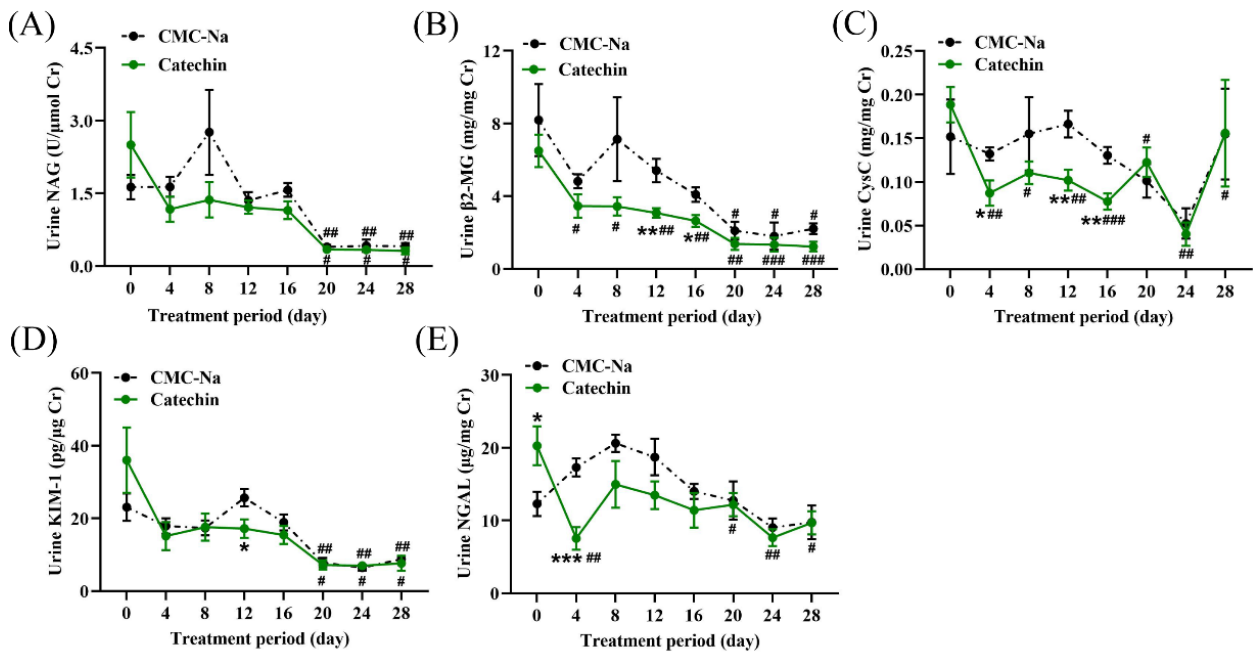 (A)
CMC-Na
Catechin
Urine NAG (U/μmol Cr)
4.5
3.0
1.5
0.0
## ## ##
# # #
0 4 8 12 16 20 24 28
Treatment period (day)
(B)
CMC-Na
Catechin
Urine β2-MG (mg/mg Cr)
12
8
4
0
# # #
# # **## *## ## ### ###
0 4 8 12 16 20 24 28
Treatment period (day)
(C)
CMC-Na
Catechin
Urine CysC (mg/mg Cr)
0.25
0.20
0.15
0.10
0.05
0.00
#
*## # **## **### ## #
0 4 8 12 16 20 24 28
Treatment period (day)
(D)
CMC-Na
Catechin
Urine KIM-1 (pg/μg Cr)
60
40
20
0
## ## ##
* # # #
0 4 8 12 16 20 24 28
Treatment period (day)
(E)
CMC-Na
Catechin
Urine NGAL (μg/mg Cr)
30
20
10
0
*
*** ## # ## #
0 4 8 12 16 20 24 28
Treatment period (day)